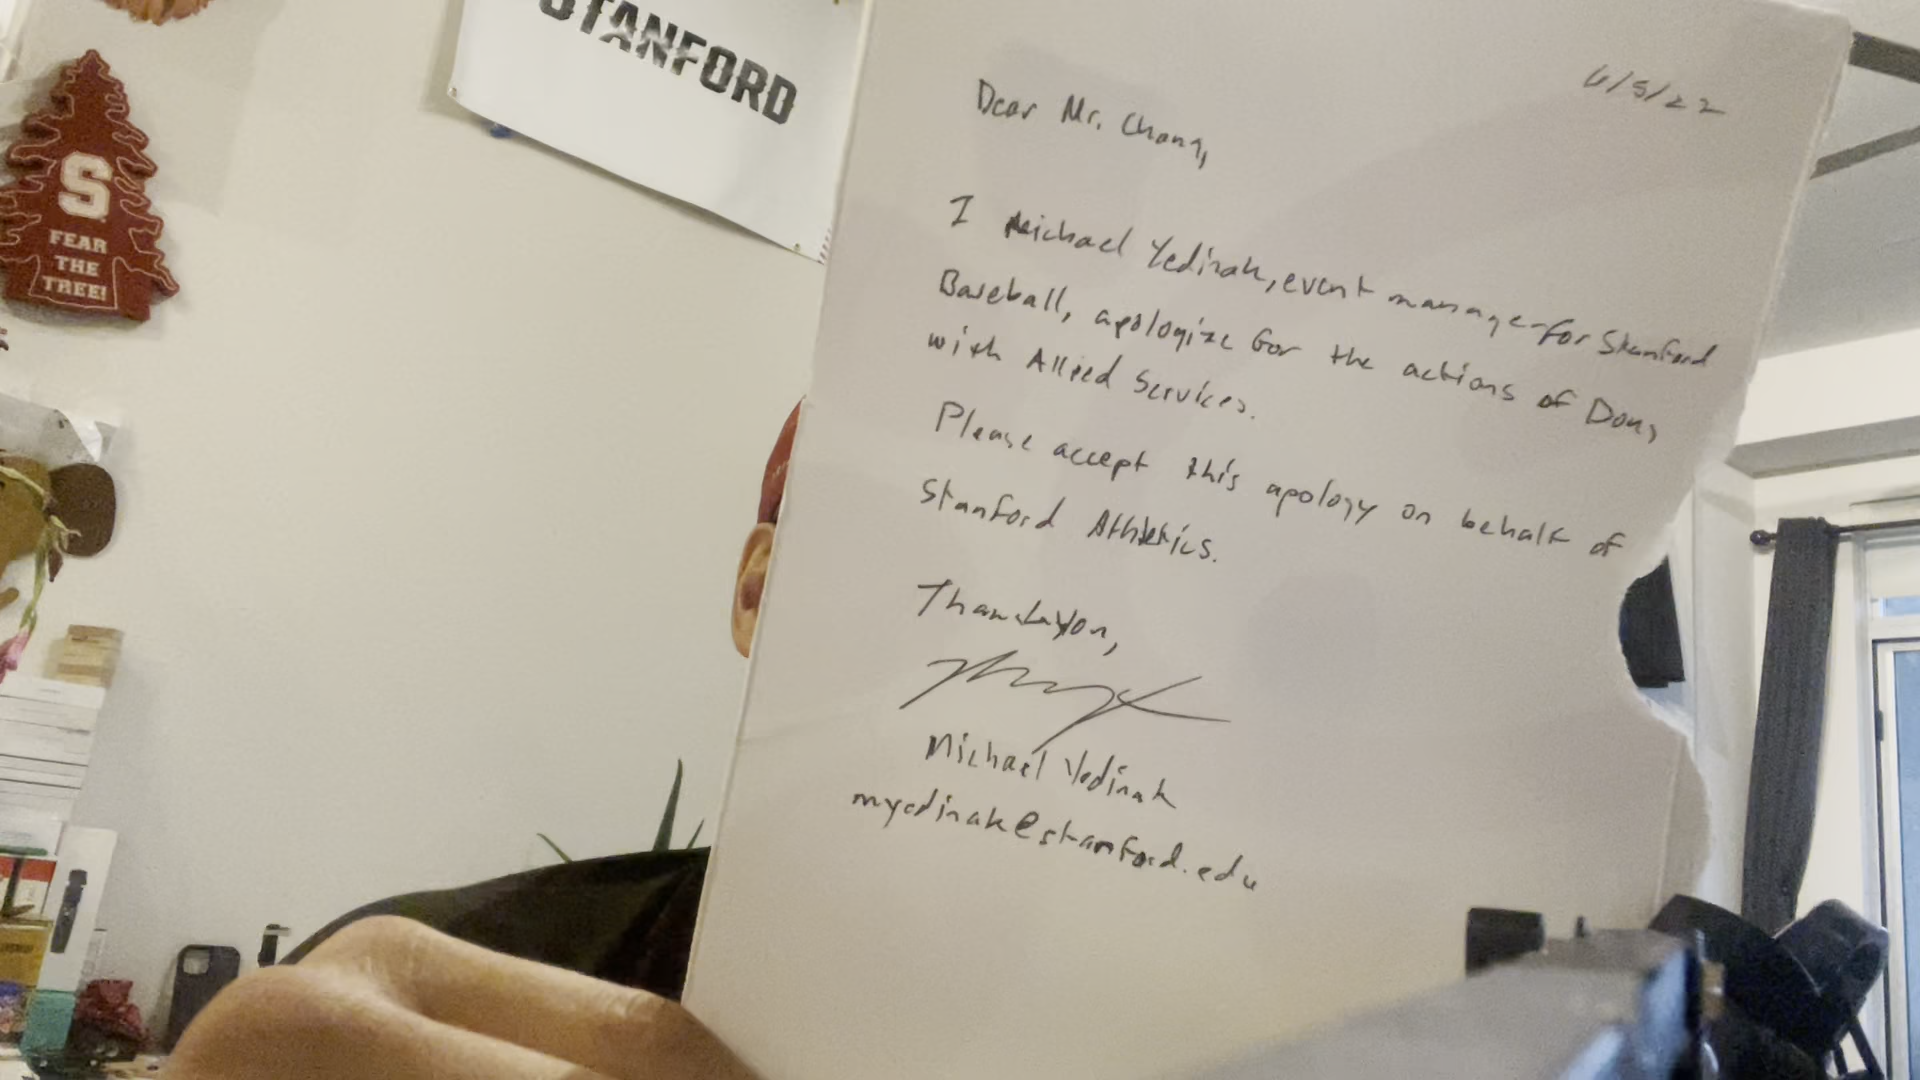 STANFORD
S
FEAR
THE
TREE!
6/5/22
Dear Mr. Chang,
I Michael Yedinak, event manager for Stanford
Baseball, apologize for the actions of Doug
with Allied Services.
Please accept this apology on behalf of
Stanford Athletics.
Thank you,
Michael Yedinak
myedinak@stanford.edu